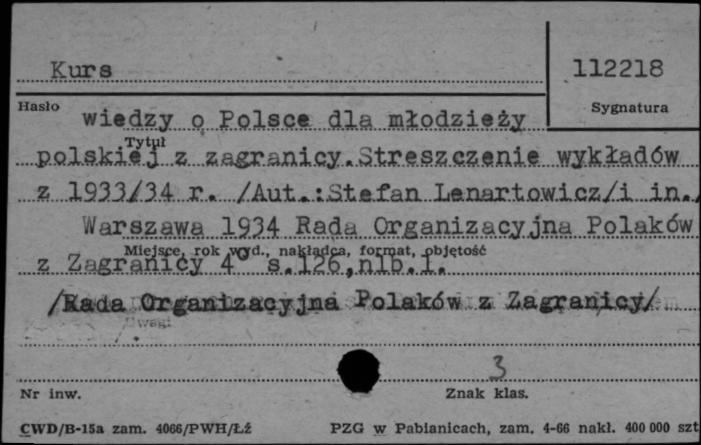 Kurs
112218
Hasło
Sygnatura
wiedzy o Polsce dla młodzieży
Tytuł
polskiej z zagranicy.Streszczenie wykładów
z 1933/34 r. /Aut.:Stefan Lenartowicz/i in./
Warszawa 1934 Rada Organizacyjna Polaków
Miejsce, rok wyd., nakładca, format, objętość
z Zagranicy 4° s.126,nlb.1.
/Rada Organizacyjna Polaków z Zagranicy/
Uwagi
3
Nr inw.
Znak klas.
CWD/B-15a zam. 4066/PWH/Łź
PZG w Pabianicach, zam. 4-66 nakł. 400 000 szt